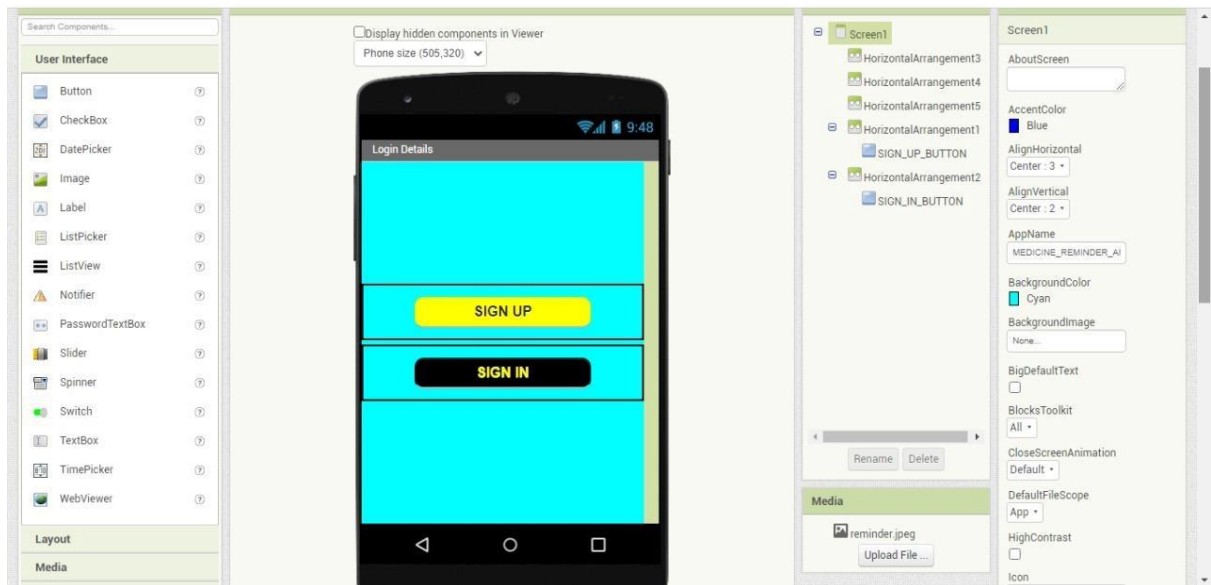 Search Components...
User Interface
Button
CheckBox
DatePicker
Image
Label
ListPicker
ListView
Notifier
PasswordTextBox
Slider
Spinner
Switch
TextBox
TimePicker
WebViewer
Layout
Media
Display hidden components in Viewer
Phone size (505,320)
9:48
Login Details
SIGN UP
SIGN IN
Screen1
HorizontalArrangement3
HorizontalArrangement4
HorizontalArrangement5
HorizontalArrangement1
SIGN_UP_BUTTON
HorizontalArrangement2
SIGN_IN_BUTTON
Rename Delete
Media
reminder.jpeg
Upload File ...
Screen1
AboutScreen
AccentColor
Blue
AlignHorizontal
Center : 3
AlignVertical
Center : 2
AppName
MEDICINE_REMINDER_AI
BackgroundColor
Cyan
BackgroundImage
None...
BigDefaultText
BlocksToolkit
All
CloseScreenAnimation
Default
DefaultFileScope
App
HighContrast
Icon